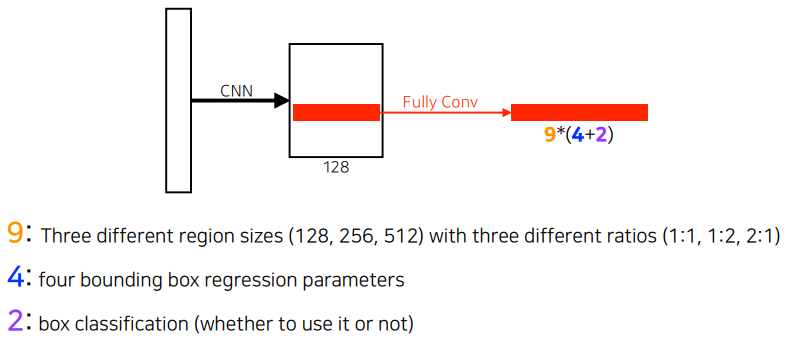 CNN
Fully Conv
9*(4+2)
128
9: Three different region sizes (128, 256, 512) with three different ratios (1:1, 1:2, 2:1)
4: four bounding box regression parameters
2: box classification (whether to use it or not)